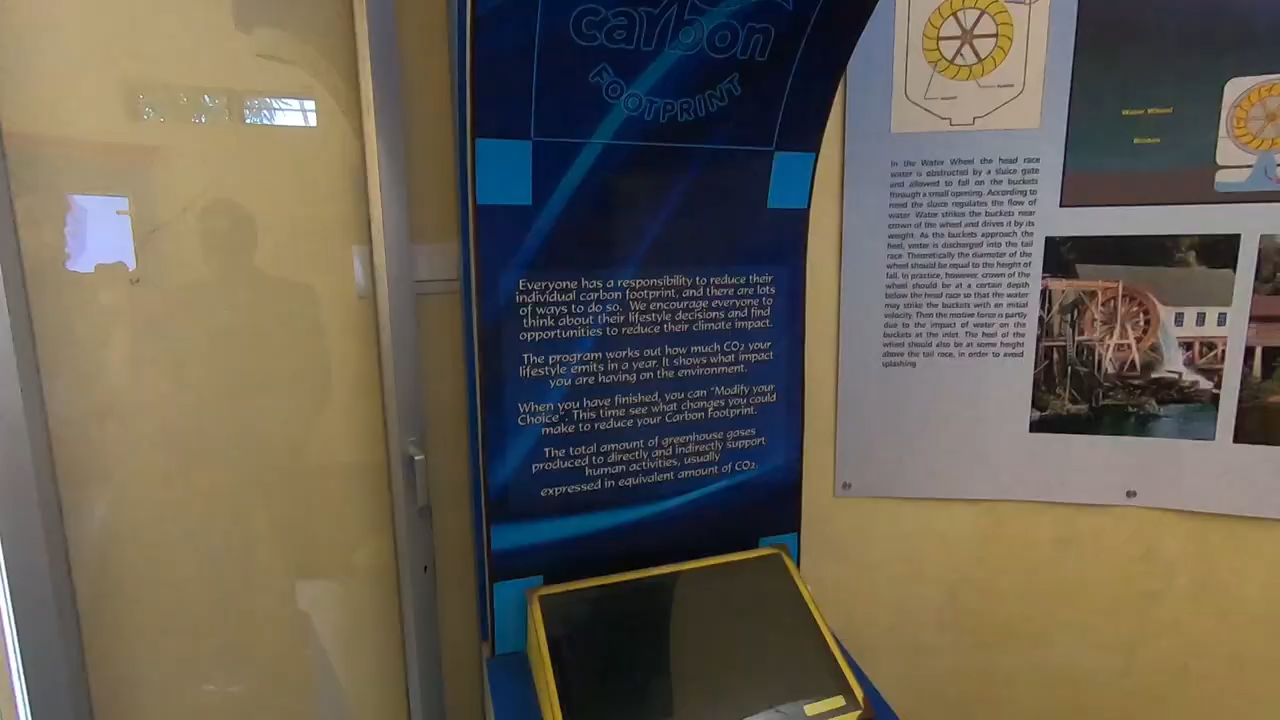 carbon
FOOTPRINT
Everyone has a responsibility to reduce their
individual carbon footprint, and there are lots
of ways to do so. We encourage everyone to
think about their lifestyle decisions and find
opportunities to reduce their climate impact.
The program works out how much CO₂ your
lifestyle emits in a year. It shows what impact
you are having on the environment.
When you have finished, you can "Modify your
Choice". This time see what changes you could
make to reduce your Carbon Footprint.
The total amount of greenhouse gases
produced to directly and indirectly support
human activities, usually
expressed in equivalent amount of CO₂.
In the Water Wheel the head race
water is obstructed by a sluice gate
and allowed to fall on the buckets
through a small opening. According to
need the sluice regulates the flow of
water Water strikes the buckets near
crown of the wheel and drives it by its
weight. As the buckets approach the
heel, water is discharged into the tail
race. Theoretically the diameter of the
wheel should be equal to the height of
fall. In practice, however, crown of the
wheel should be at a certain depth
below the head race so that the water
may strike the buckets with an initial
velocity. Then the motive force is partly
due to the impact of water on the
buckets at the inlet. The heel of the
wheel should also be at some height
above the tail race, in order to avoid
splashing
Water Wheel